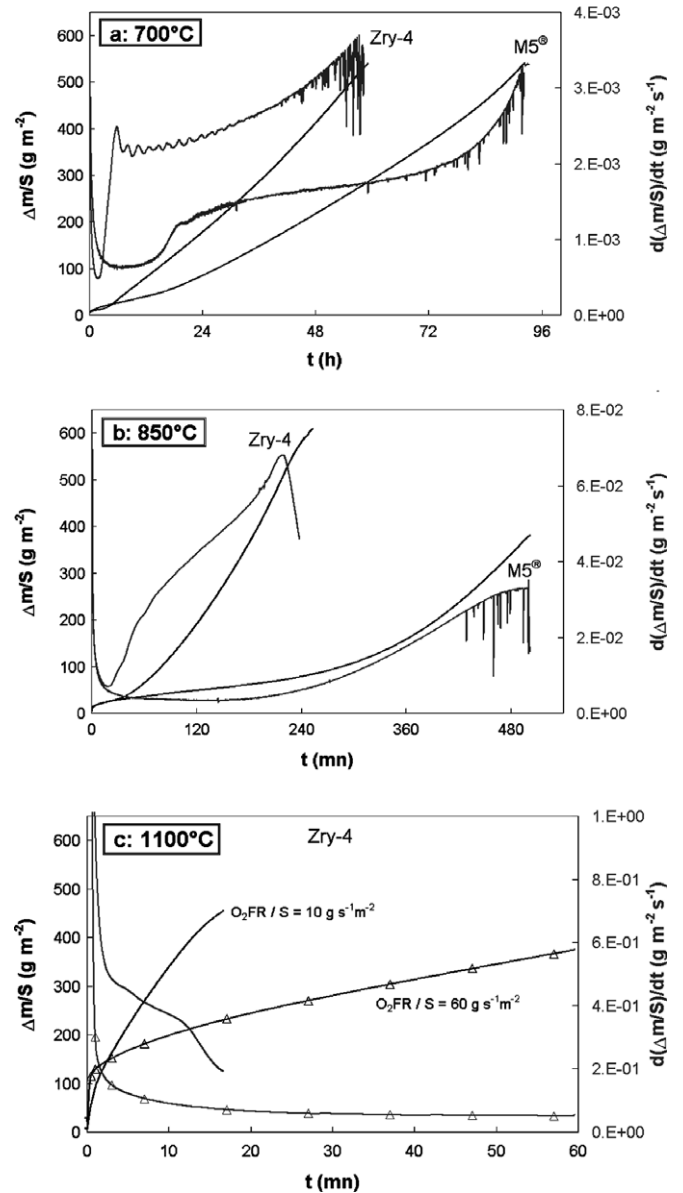 a: 700°C
Zry-4
M5®
600
500
400
300
200
100
0
Δm/S (g m⁻²)
4.E-03
3.E-03
2.E-03
1.E-03
0.E+00
d(Δm/S)/dt (g m⁻² s⁻¹)
0 24 48 72 96
t (h)
b: 850°C
Zry-4
M5®
600
500
400
300
200
100
0
Δm/S (g m⁻²)
8.E-02
6.E-02
4.E-02
2.E-02
0.E+00
d(Δm/S)/dt (g m⁻² s⁻¹)
0 120 240 360 480
t (mn)
c: 1100°C
Zry-4
O₂FR / S = 10 g s⁻¹m⁻²
O₂FR / S = 60 g s⁻¹m⁻²
600
500
400
300
200
100
0
Δm/S (g m⁻²)
1.E+00
8.E-01
6.E-01
4.E-01
2.E-01
0.E+00
d(Δm/S)/dt (g m⁻² s⁻¹)
0 10 20 30 40 50 60
t (mn)